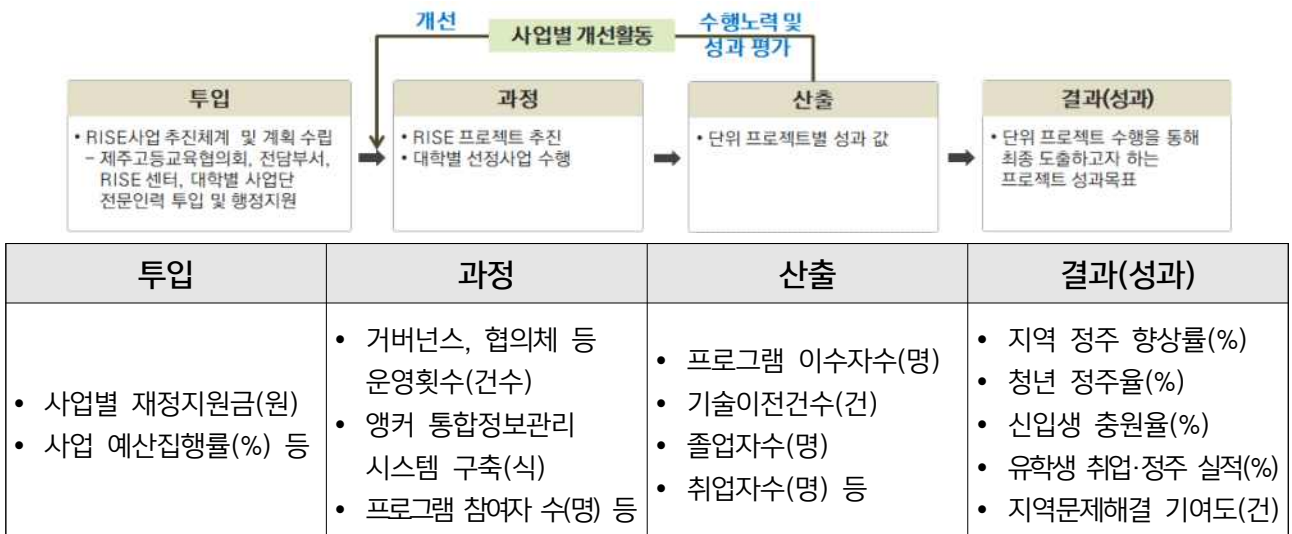 개선
사업별 개선활동
수행노력 및
성과 평가
투입
• RISE사업 추진체계 및 계획 수립
– 제주고등교육협의회, 전담부서,
RISE 센터, 대학별 사업단
전문인력 투입 및 행정지원
과정
• RISE 프로젝트 추진
• 대학별 선정사업 수행
산출
• 단위 프로젝트별 성과 값
결과(성과)
• 단위 프로젝트 수행을 통해
최종 도출하고자 하는
프로젝트 성과목표
투입
과정
산출
결과(성과)
• 사업별 재정지원금(원)
• 사업 예산집행률(%) 등
• 거버넌스, 협의체 등
운영횟수(건수)
• 앵커 통합정보관리
시스템 구축(식)
• 프로그램 참여자 수(명) 등
• 프로그램 이수자수(명)
• 기술이전건수(건)
• 졸업자수(명)
• 취업자수(명) 등
• 지역 정주 향상률(%)
• 청년 정주율(%)
• 신입생 충원율(%)
• 유학생 취업·정주 실적(%)
• 지역문제해결 기여도(건)